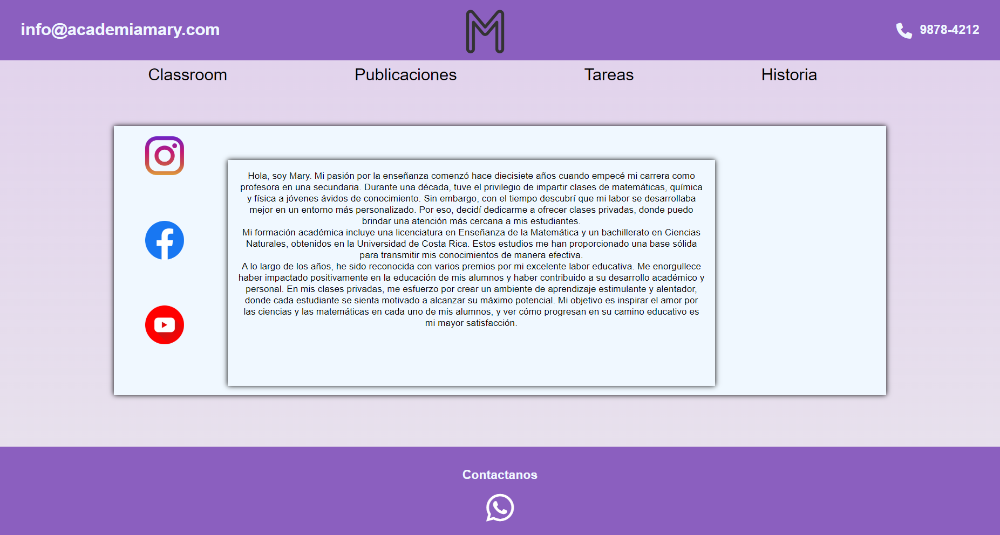 info@academiamary.com
M
9878-4212
Classroom
Publicaciones
Tareas
Historia
Hola, soy Mary. Mi pasión por la enseñanza comenzó hace diecisiete años cuando empecé mi carrera como
profesora en una secundaria. Durante una década, tuve el privilegio de impartir clases de matemáticas, química
y física a jóvenes ávidos de conocimiento. Sin embargo, con el tiempo descubrí que mi labor se desarrollaba
mejor en un entorno más personalizado. Por eso, decidí dedicarme a ofrecer clases privadas, donde puedo
brindar una atención más cercana a mis estudiantes.
Mi formación académica incluye una licenciatura en Enseñanza de la Matemática y un bachillerato en Ciencias
Naturales, obtenidos en la Universidad de Costa Rica. Estos estudios me han proporcionado una base sólida
para transmitir mis conocimientos de manera efectiva.
A lo largo de los años, he sido reconocida con varios premios por mi excelente labor educativa. Me enorgullece
haber impactado positivamente en la educación de mis alumnos y haber contribuido a su desarrollo académico y
personal. En mis clases privadas, me esfuerzo por crear un ambiente de aprendizaje estimulante y alentador,
donde cada estudiante se sienta motivado a alcanzar su máximo potencial. Mi objetivo es inspirar el amor por
las ciencias y las matemáticas en cada uno de mis alumnos, y ver cómo progresan en su camino educativo es
mi mayor satisfacción.
Contactanos